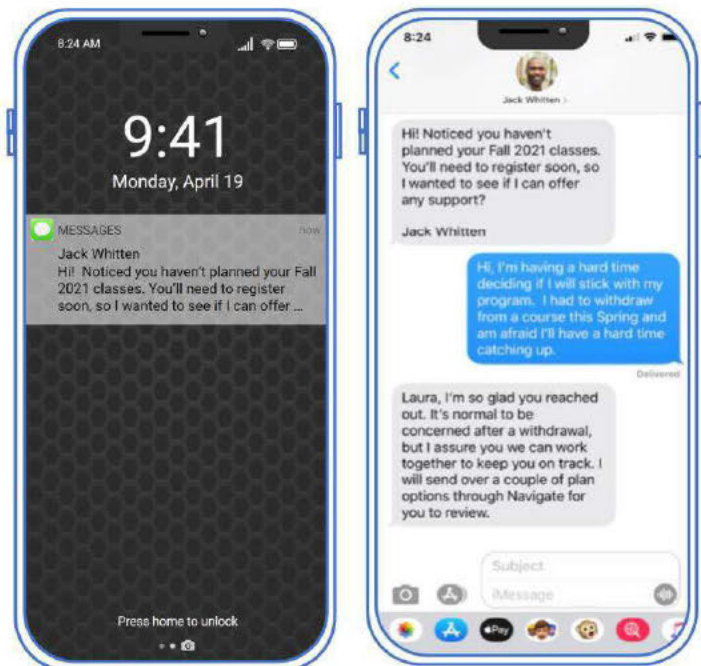 8:24 AM
9:41
Monday, April 19
MESSAGES
now
Jack Whitten
Hi! Noticed you haven't planned your Fall
2021 classes. You'll need to register
soon, so I wanted to see if I can offer ...
Press home to unlock
8:24
Jack Whitten
Hi! Noticed you haven't
planned your Fall 2021 classes.
You'll need to register soon, so
I wanted to see if I can offer
any support?
Jack Whitten
Hi, I'm having a hard time
deciding if I will stick with my
program. I had to withdraw
from a course this Spring and
am afraid I'll have a hard time
catching up.
Delivered
Laura, I'm so glad you reached
out. It's normal to be
concerned after a withdrawal,
but I assure you we can work
together to keep you on track. I
will send over a couple of plan
options through Navigate for
you to review.
Subject
iMessage
Pay